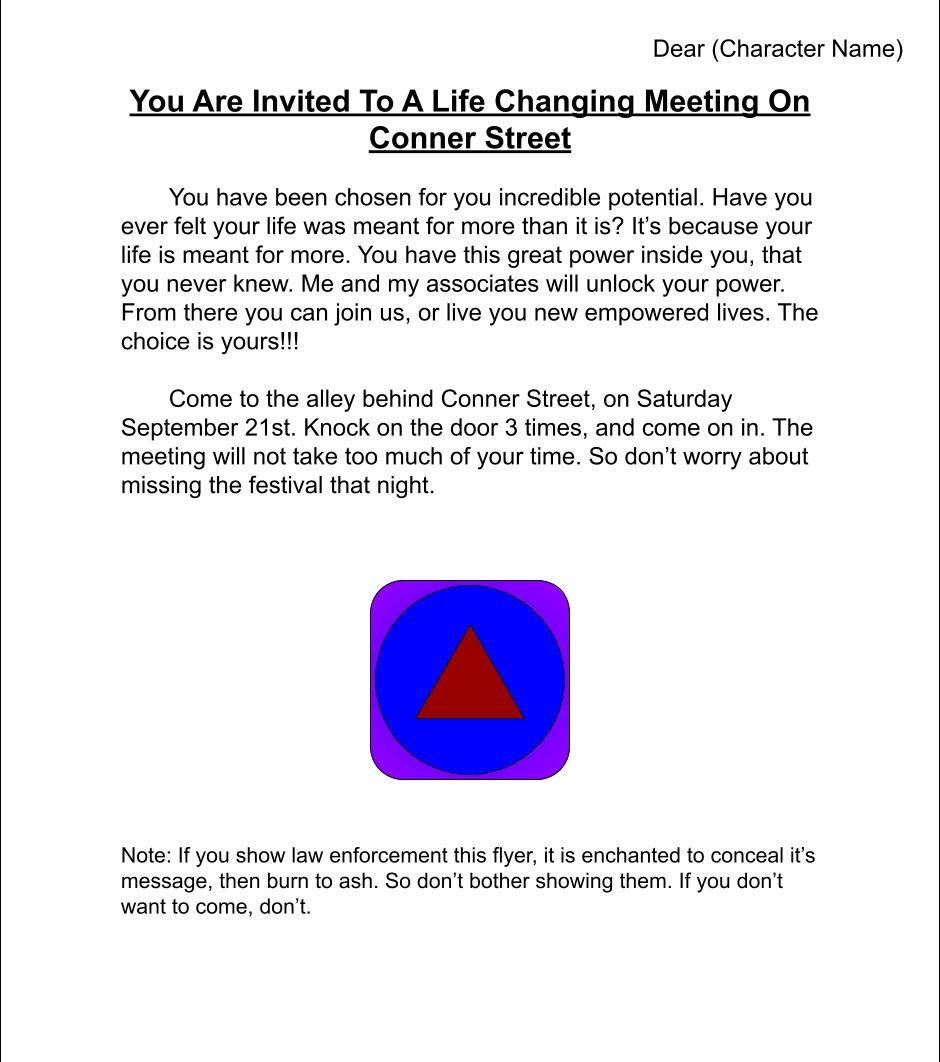 Dear (Character Name)
You Are Invited To A Life Changing Meeting On
Conner Street
You have been chosen for you incredible potential. Have you
ever felt your life was meant for more than it is? It’s because your
life is meant for more. You have this great power inside you, that
you never knew. Me and my associates will unlock your power.
From there you can join us, or live you new empowered lives. The
choice is yours!!!
Come to the alley behind Conner Street, on Saturday
September 21st. Knock on the door 3 times, and come on in. The
meeting will not take too much of your time. So don’t worry about
missing the festival that night.
Note: If you show law enforcement this flyer, it is enchanted to conceal it’s
message, then burn to ash. So don’t bother showing them. If you don’t
want to come, don’t.